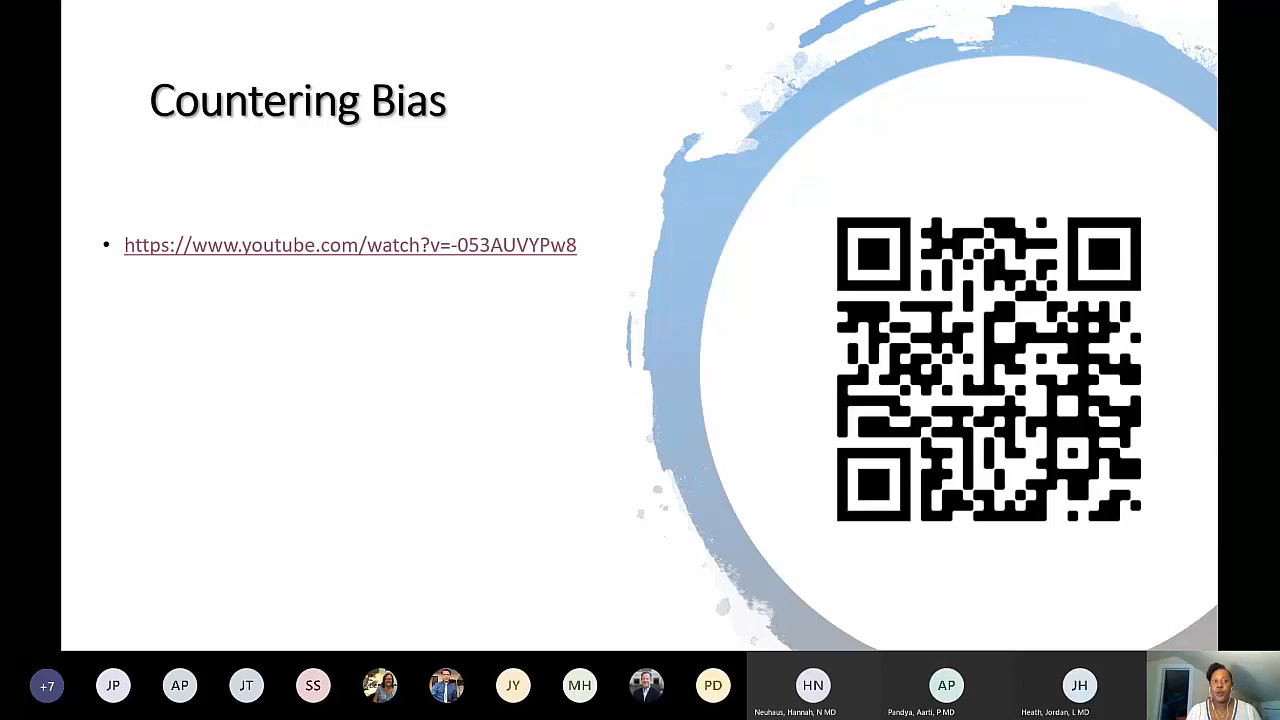 Countering Bias
• https://www.youtube.com/watch?v=-053AUVYPw8
+7
JP
AP
JT
SS
JY
MH
PD
HN
AP
JH
Neuhaus, Hannah, N MD
Pandya, Aarti, P MD
Heath, Jordan, L MD